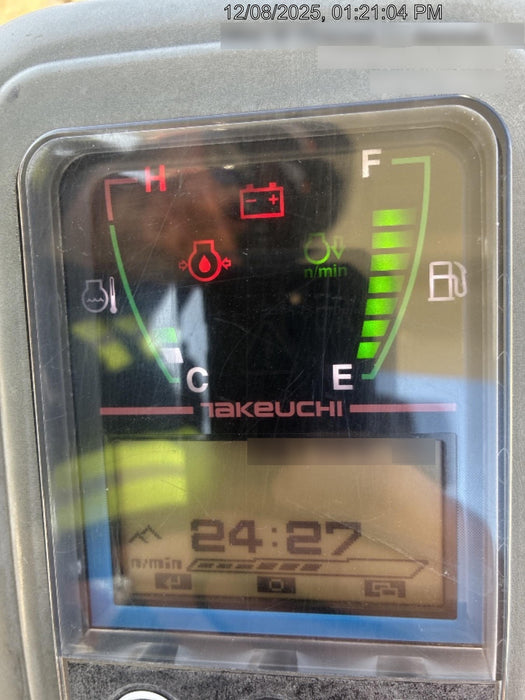 12/08/2025, 01:21:04 PM
H
F
- +
n/min
C
E
TAKEUCHI
24:27
n/min